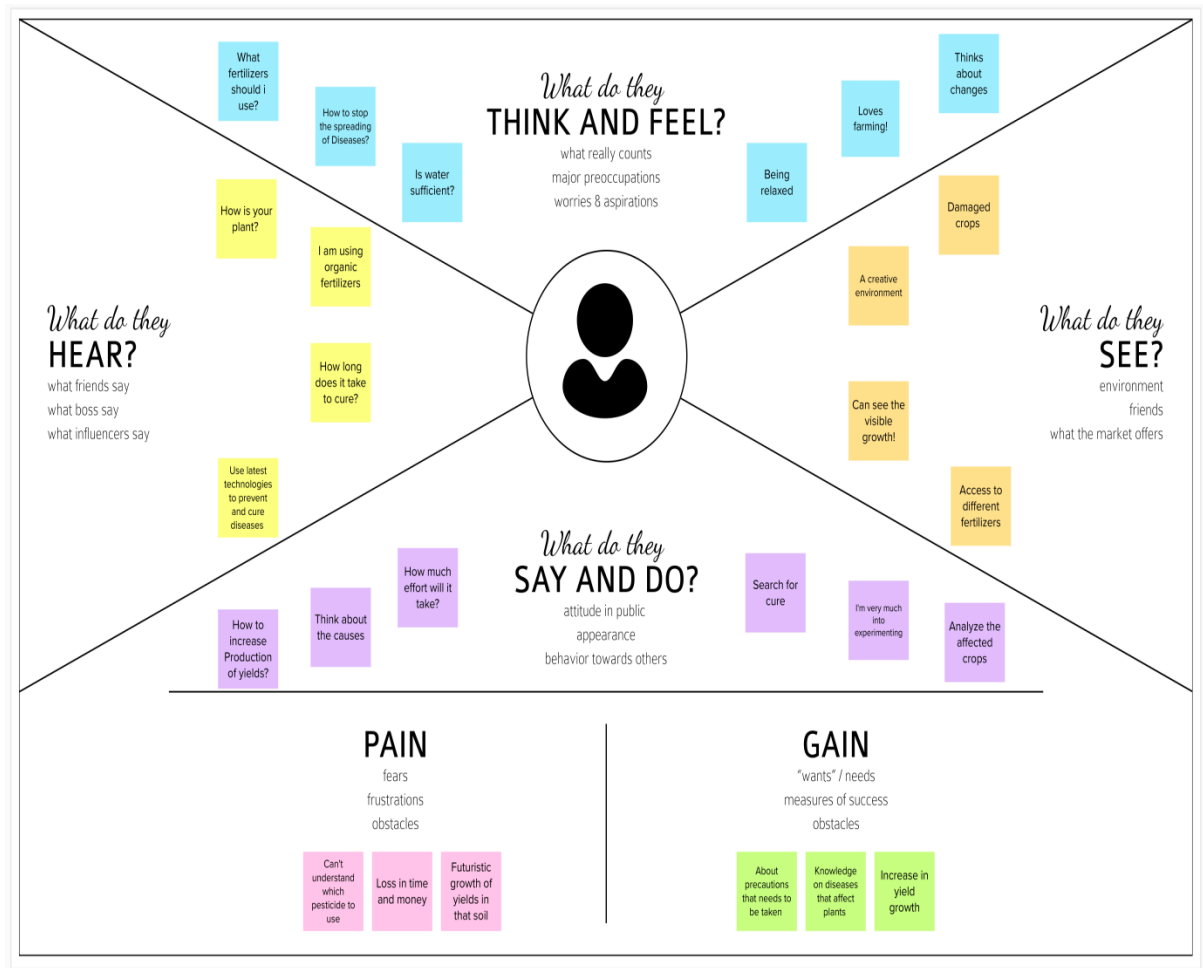 What do they
THINK AND FEEL?
what really counts
major preoccupations
worries & aspirations
What
fertilizers
should i
use?
How to stop
the spreading
of Diseases?
Is water
sufficient?
Being
relaxed
Loves
farming!
Thinks
about
changes
What do they
HEAR?
what friends say
what boss say
what influencers say
How is your
plant?
I am using
organic
fertilizers
How long
does it take
to cure?
Use latest
technologies
to prevent
and cure
diseases
What do they
SEE?
environment
friends
what the market offers
Damaged
crops
A creative
environment
Can see the
visible
growth!
Access to
different
fertilizers
What do they
SAY AND DO?
attitude in public
appearance
behavior towards others
How to
increase
Production
of yields?
Think about
the causes
How much
effort will it
take?
Search for
cure
I'm very much
into
experimenting
Analyze the
affected
crops
PAIN
fears
frustrations
obstacles
Can't
understand
which
pesticide to
use
Loss in time
and money
Futuristic
growth of
yields in
that soil
GAIN
"wants" / needs
measures of success
obstacles
About
precautions
that needs to
be taken
Knowledge
on diseases
that affect
plants
Increase in
yield
growth